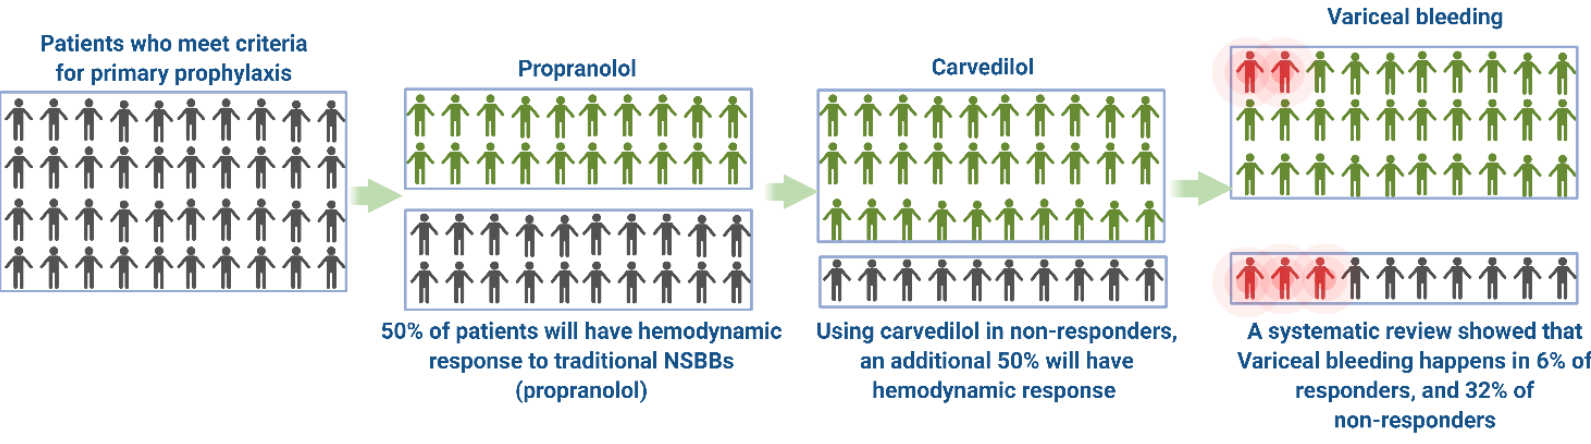 Patients who meet criteria
for primary prophylaxis
Propranolol
50% of patients will have hemodynamic
response to traditional NSBBs
(propranolol)
Carvedilol
Using carvedilol in non-responders,
an additional 50% will have
hemodynamic response
Variceal bleeding
A systematic review showed that
Variceal bleeding happens in 6% of
responders, and 32% of
non-responders